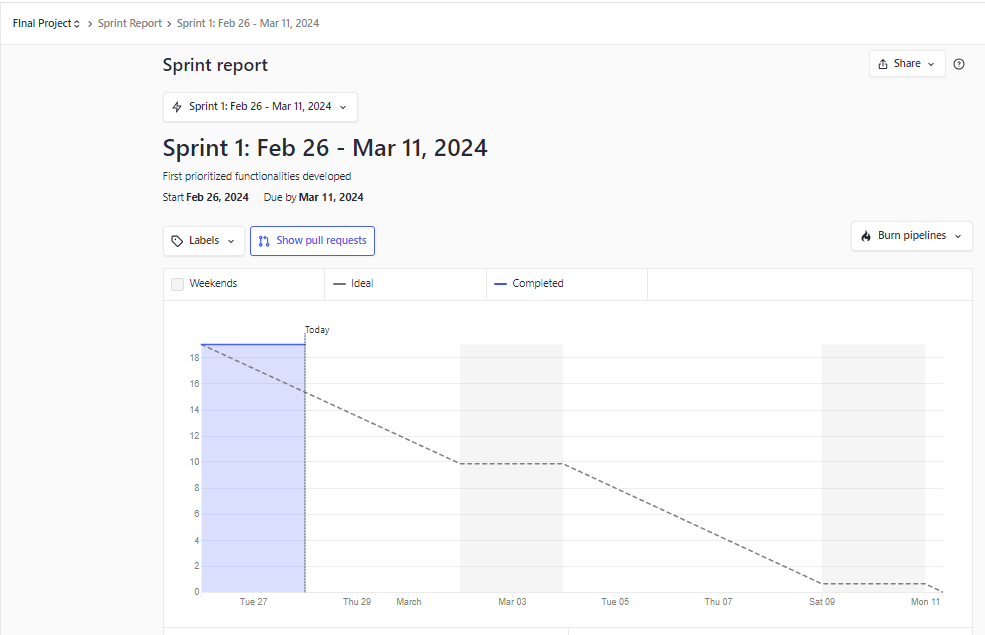 FInal Project > Sprint Report > Sprint 1: Feb 26 - Mar 11, 2024
Sprint report
Share
Sprint 1: Feb 26 - Mar 11, 2024
Sprint 1: Feb 26 - Mar 11, 2024
First prioritized functionalities developed
Start Feb 26, 2024 Due by Mar 11, 2024
Labels Show pull requests Burn pipelines
Weekends Ideal Completed
Today
18
16
14
12
10
8
6
4
2
0
Tue 27 Thu 29 March Mar 03 Tue 05 Thu 07 Sat 09 Mon 11